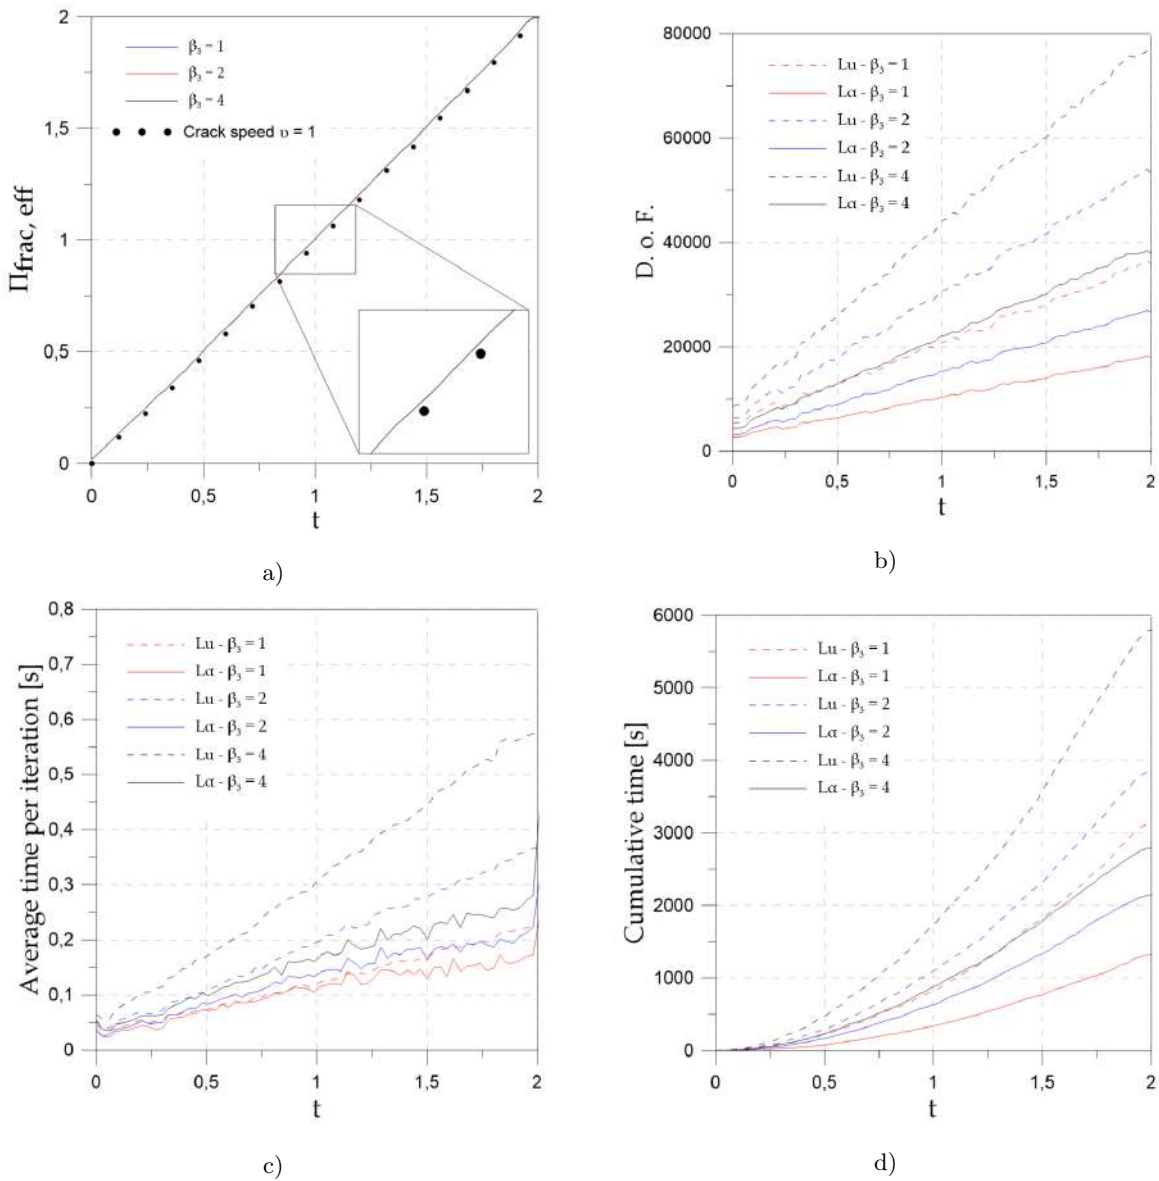 2
1,5
1
0,5
0
0
0,5
1
1,5
2
Πfrac, eff
t
β₃ = 1
β₃ = 2
β₃ = 4
Crack speed υ = 1
a)
80000
60000
40000
20000
0
0
0,5
1
1,5
2
D. o. F.
t
Lu - β₃ = 1
Lα - β₃ = 1
Lu - β₃ = 2
Lα - β₃ = 2
Lu - β₃ = 4
Lα - β₃ = 4
b)
0,8
0,7
0,6
0,5
0,4
0,3
0,2
0,1
0
0
0,5
1
1,5
2
Average time per iteration [s]
t
Lu - β₃ = 1
Lα - β₃ = 1
Lu - β₃ = 2
Lα - β₃ = 2
Lu - β₃ = 4
Lα - β₃ = 4
c)
6000
5000
4000
3000
2000
1000
0
0
0,5
1
1,5
2
Cumulative time [s]
t
Lu - β₃ = 1
Lα - β₃ = 1
Lu - β₃ = 2
Lα - β₃ = 2
Lu - β₃ = 4
Lα - β₃ = 4
d)